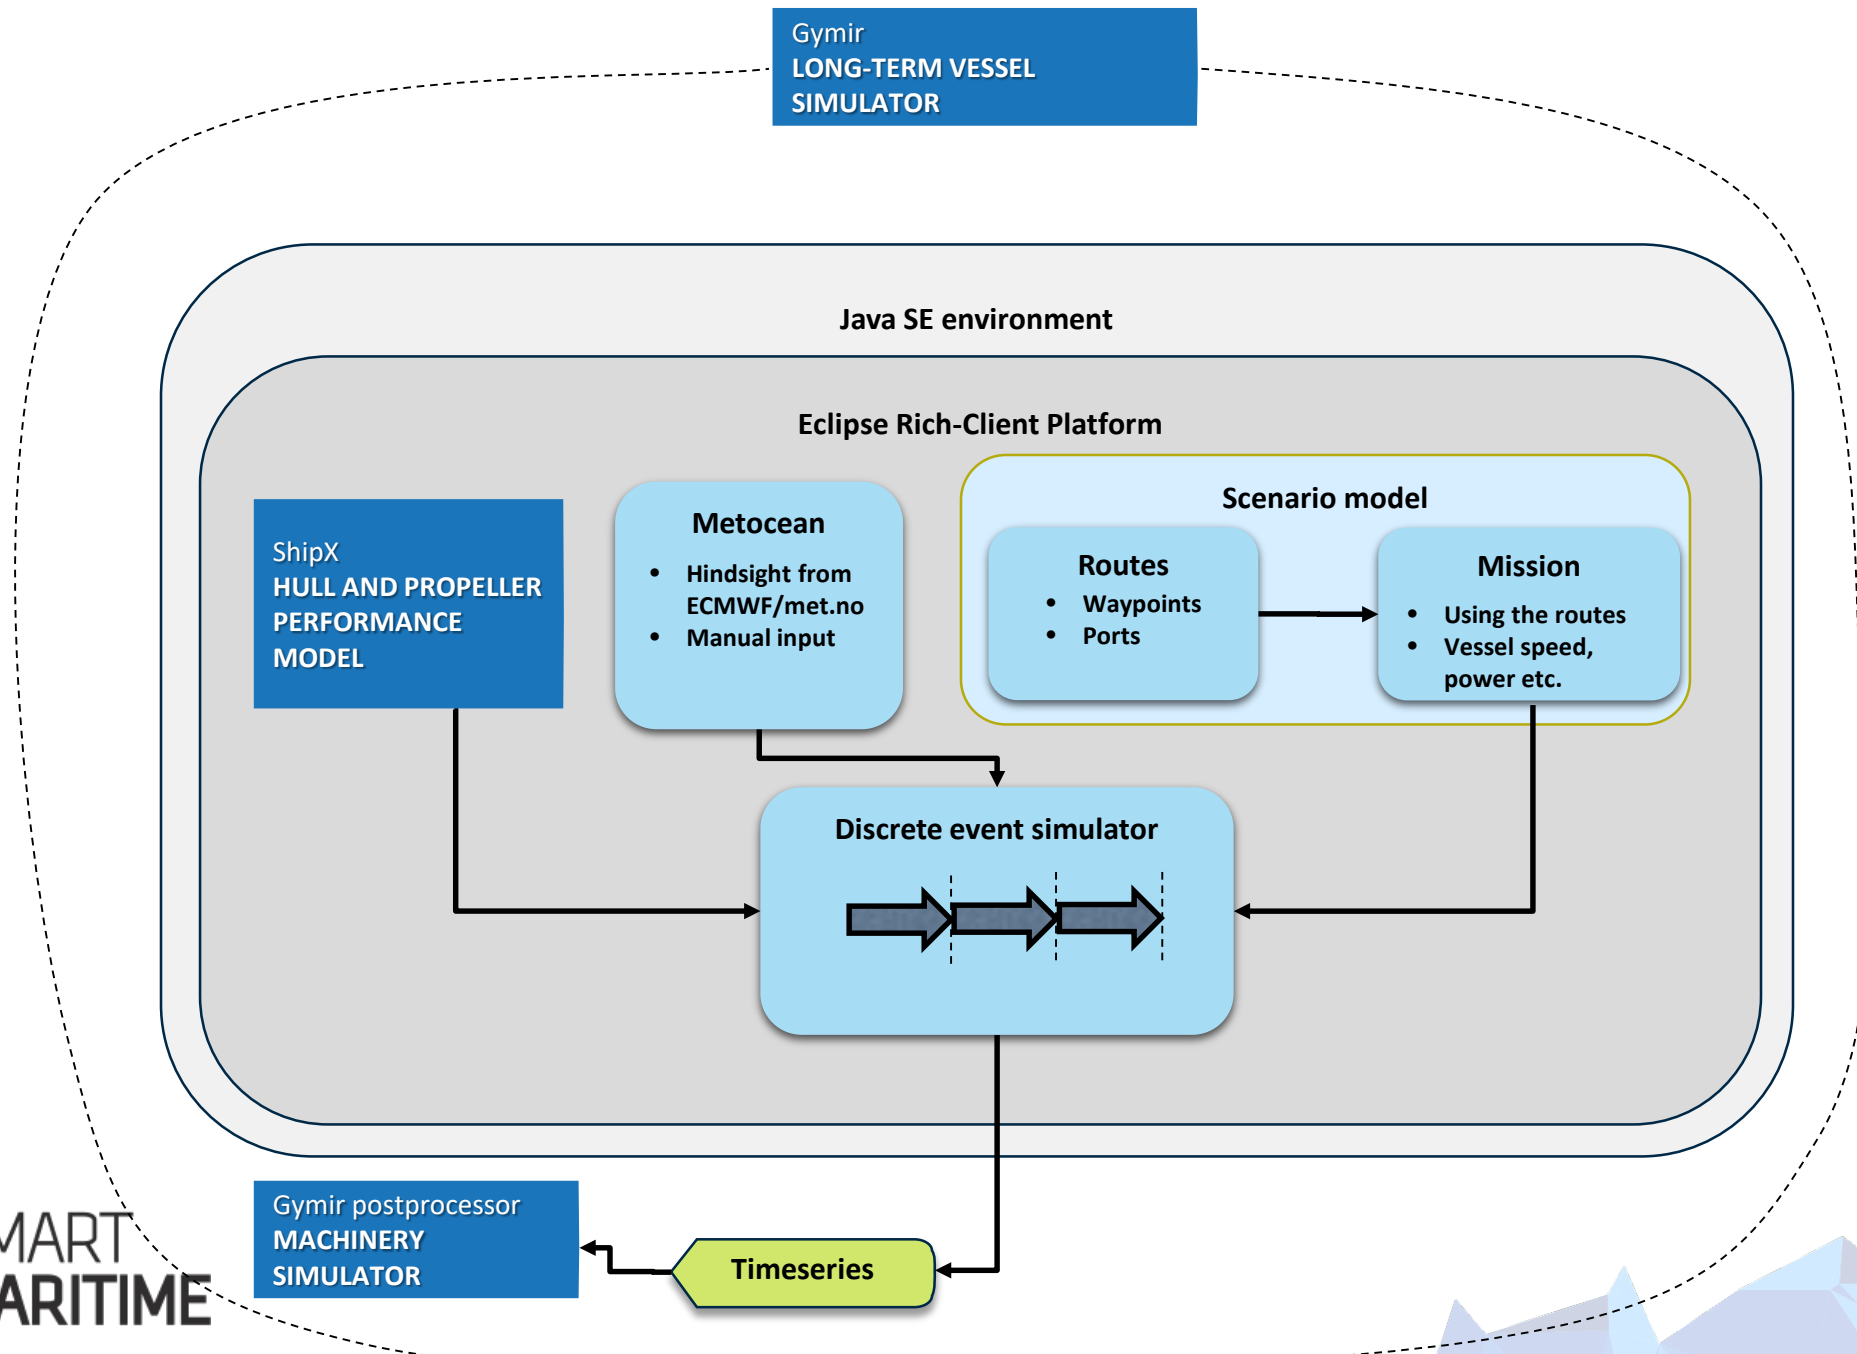 Gymir
LONG-TERM VESSEL
SIMULATOR
Java SE environment
Eclipse Rich-Client Platform
ShipX
HULL AND PROPELLER
PERFORMANCE
MODEL
Metocean
• Hindsight from
ECMWF/met.no
• Manual input
Scenario model
Routes
• Waypoints
• Ports
Mission
• Using the routes
• Vessel speed,
power etc.
Discrete event simulator
Gymir postprocessor
MACHINERY
SIMULATOR
Timeseries
MART
ARITIME